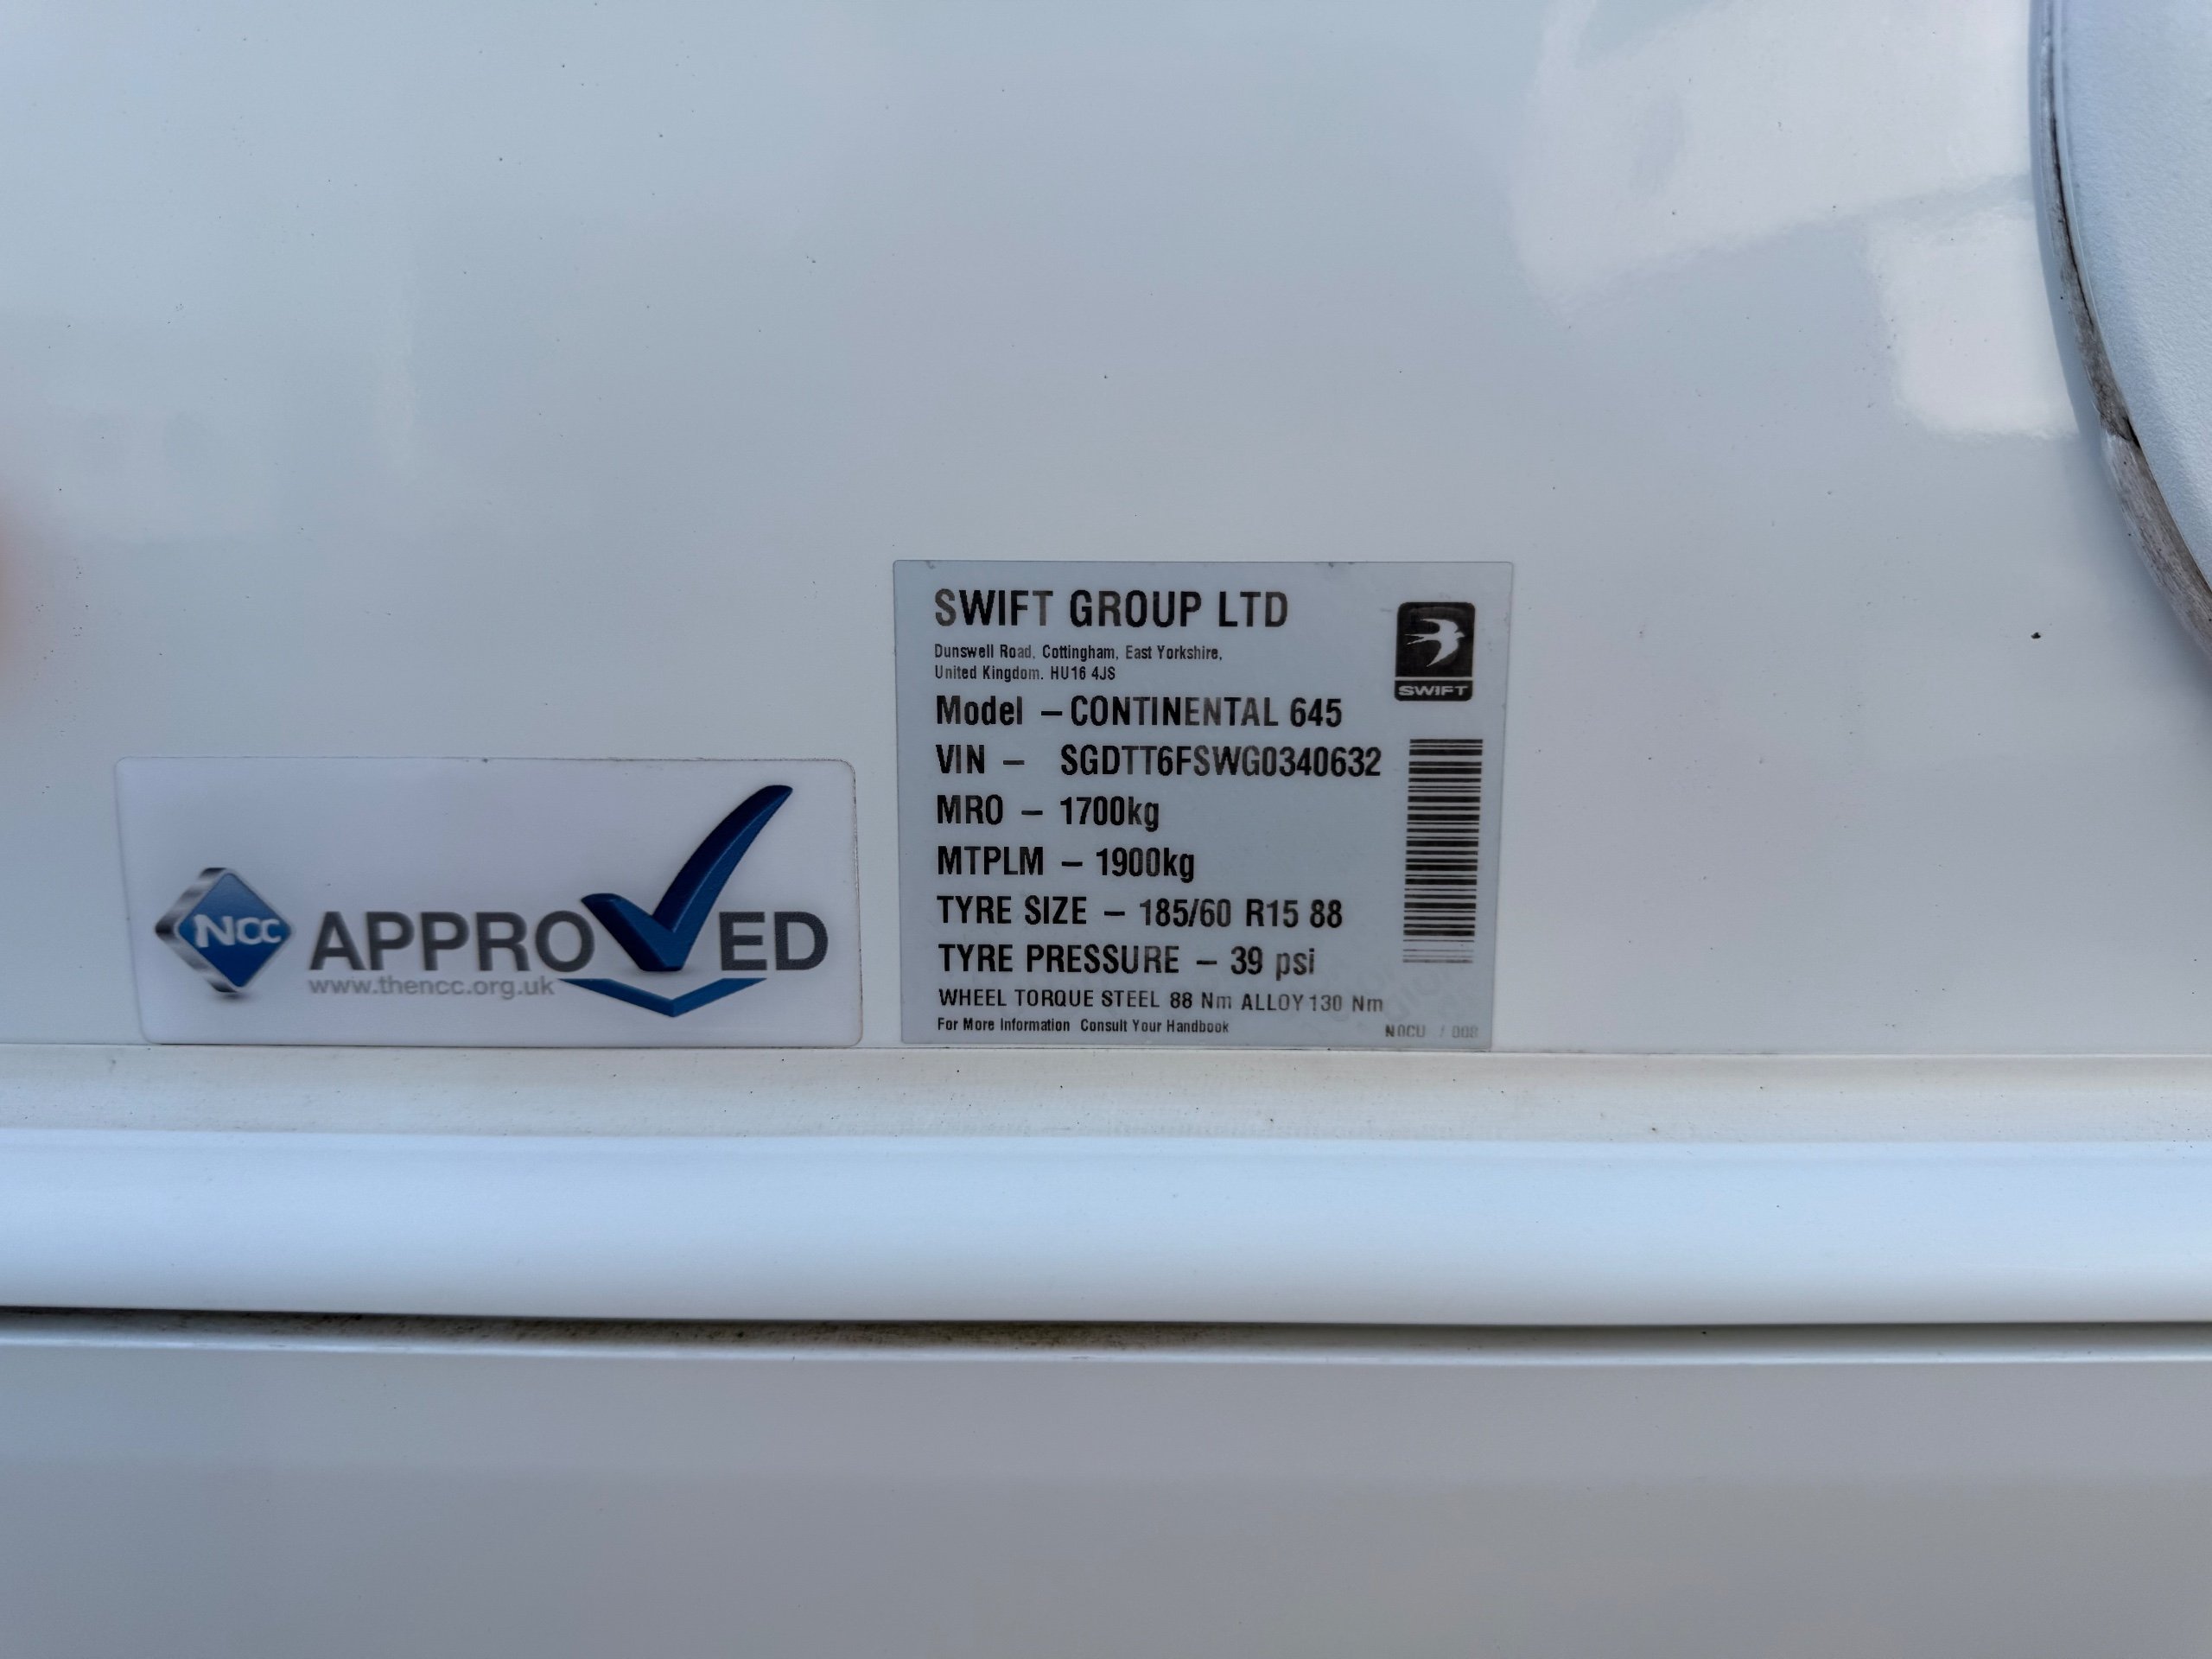 SWIFT GROUP LTD
Dunswell Road, Cottingham, East Yorkshire,
United Kingdom. HU16 4JS
SWIFT
Model – CONTINENTAL 645
VIN – SGDTT6FSWG0340632
MRO – 1700kg
MTPLM – 1900kg
TYRE SIZE – 185/60 R15 88
TYRE PRESSURE – 39 psi
WHEEL TORQUE STEEL 88 Nm ALLOY 130 Nm
For More Information Consult Your Handbook
NCC APPROVED
www.thencc.org.uk